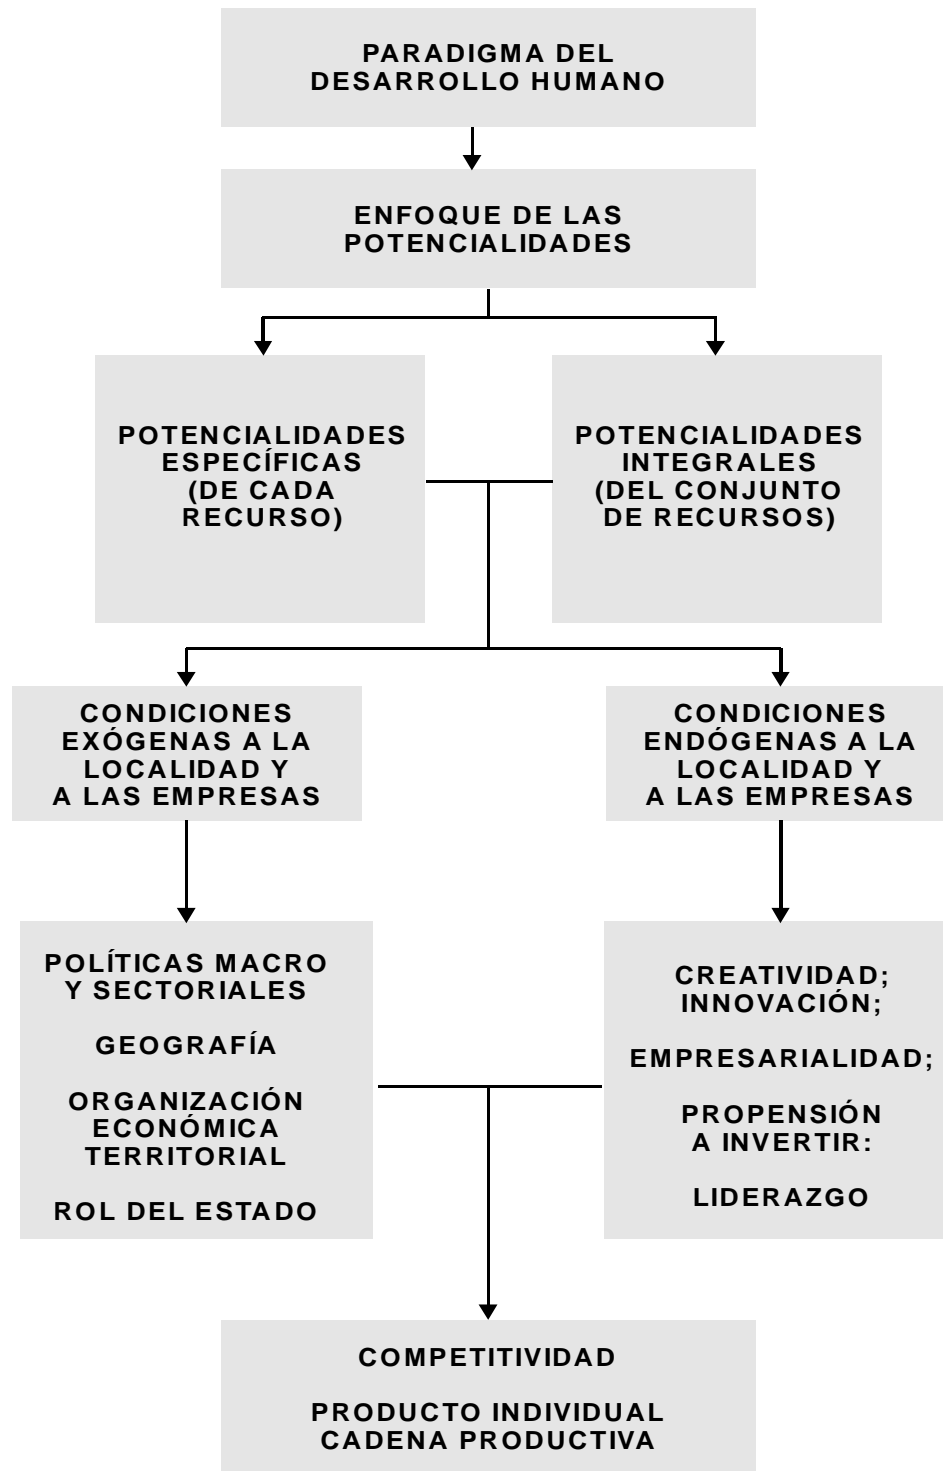 PARADIGMA DEL
DESARROLLO HUMANO
ENFOQUE DE LAS
POTENCIALIDADES
POTENCIALIDADES
ESPECÍFICAS
(DE CADA
RECURSO)
POTENCIALIDADES
INTEGRALES
(DEL CONJUNTO
DE RECURSOS)
CONDICIONES
EXÓGENAS A LA
LOCALIDAD Y
A LAS EMPRESAS
CONDICIONES
ENDÓGENAS A LA
LOCALIDAD Y
A LAS EMPRESAS
POLÍTICAS MACRO
Y SECTORIALES
GEOGRAFÍA
ORGANIZACIÓN
ECONÓMICA
TERRITORIAL
ROL DEL ESTADO
CREATIVIDAD;
INNOVACIÓN;
EMPRESARIALIDAD;
PROPENSIÓN
A INVERTIR:
LIDERAZGO
COMPETITIVIDAD
PRODUCTO INDIVIDUAL
CADENA PRODUCTIVA